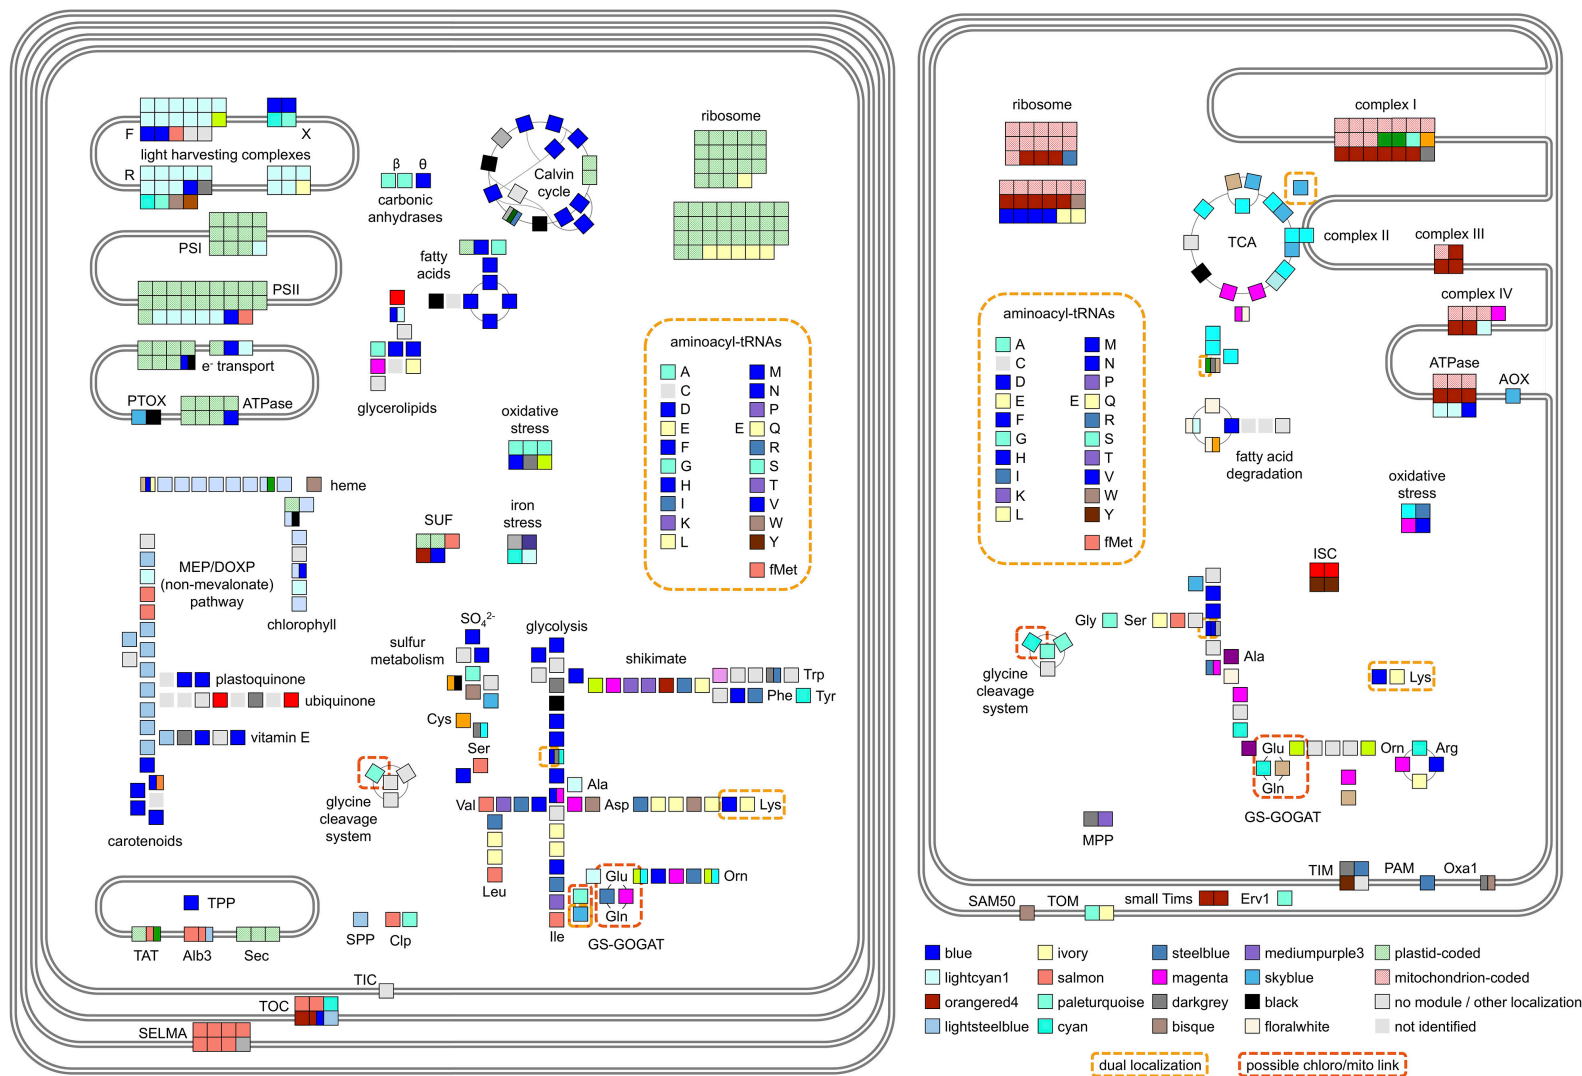 F
X
light harvesting complexes
R
PSI
PSII
e⁻ transport
PTOX
ATPase
β
θ
carbonic
anhydrases
Calvin
cycle
fatty
acids
glycerolipids
ribosome
oxidative
stress
iron
stress
SUF
aminoacyl-tRNAs
A
C
D
E
F
G
H
I
K
L
M
N
P
E
Q
R
S
T
V
W
Y
fMet
heme
MEP/DOXP
(non-mevalonate)
pathway
chlorophyll
plastoquinone
ubiquinone
vitamin E
carotenoids
SO₄²⁻
sulfur
metabolism
Cys
Ser
glycine
cleavage
system
glycolysis
shikimate
Trp
Phe
Tyr
Ala
Val
Asp
Lys
Leu
Ile
Glu
Gln
Orn
GS-GOGAT
TPP
TAT
Alb3
Sec
SPP
Clp
TIC
TOC
SELMA
ribosome
complex I
TCA
complex II
complex III
complex IV
ATPase
AOX
aminoacyl-tRNAs
A
C
D
E
F
G
H
I
K
L
M
N
P
E
Q
R
S
T
V
W
Y
fMet
fatty acid
degradation
oxidative
stress
ISC
Gly
Ser
glycine
cleavage
system
Ala
Lys
Glu
Gln
Orn
Arg
GS-GOGAT
MPP
TIM
PAM
Oxa1
SAM50
TOM
small Tims
Erv1
blue
ivory
steelblue
mediumpurple3
plastid-coded
lightcyan1
salmon
magenta
skyblue
mitochondrion-coded
orangered4
paleturquoise
darkgrey
black
no module / other localization
lightsteelblue
cyan
bisque
floralwhite
not identified
dual localization
possible chloro/mito link